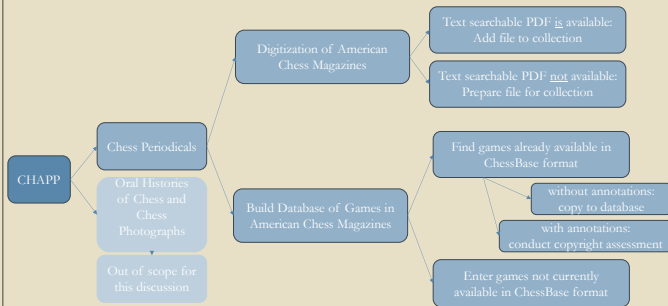 CHAPP
Chess Periodicals
Oral Histories
of Chess and
Chess
Photographs
Out of scope for
this discussion
Digitization of American
Chess Magazines
Text searchable PDF is available:
Add file to collection
Text searchable PDF not available:
Prepare file for collection
Build Database of Games in
American Chess Magazines
Find games already available in
ChessBase format
without annotations:
copy to database
with annotations:
conduct copyright assessment
Enter games not currently
available in ChessBase format